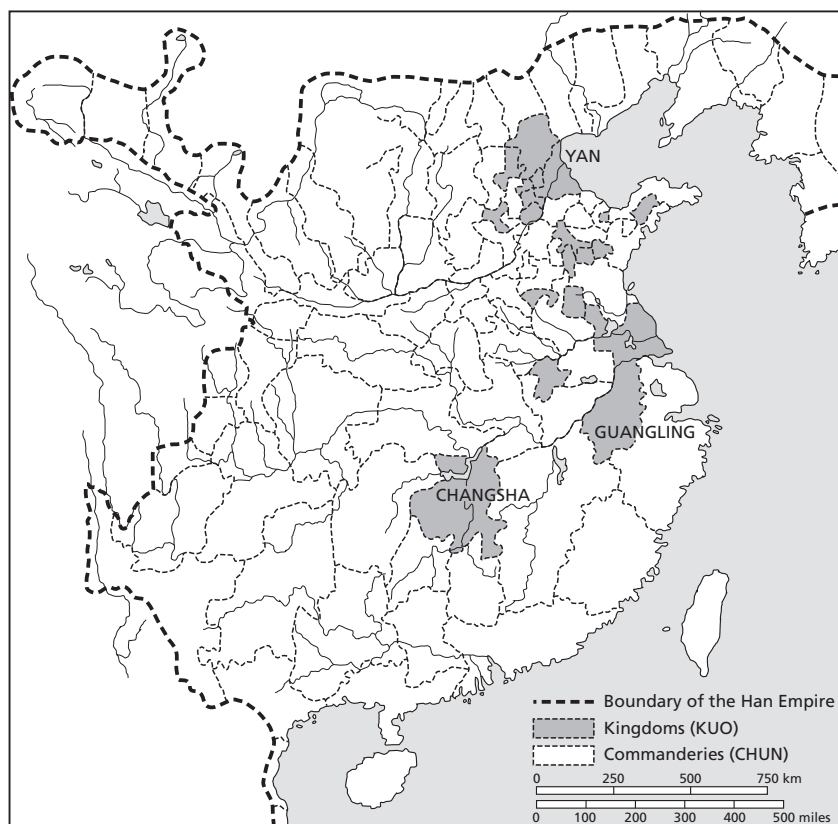 YAN
GUANGLING
CHANGSHA
Boundary of the Han Empire
Kingdoms (KUO)
Commanderies (CHUN)
0 250 500 750 km
0 100 200 300 400 500 miles